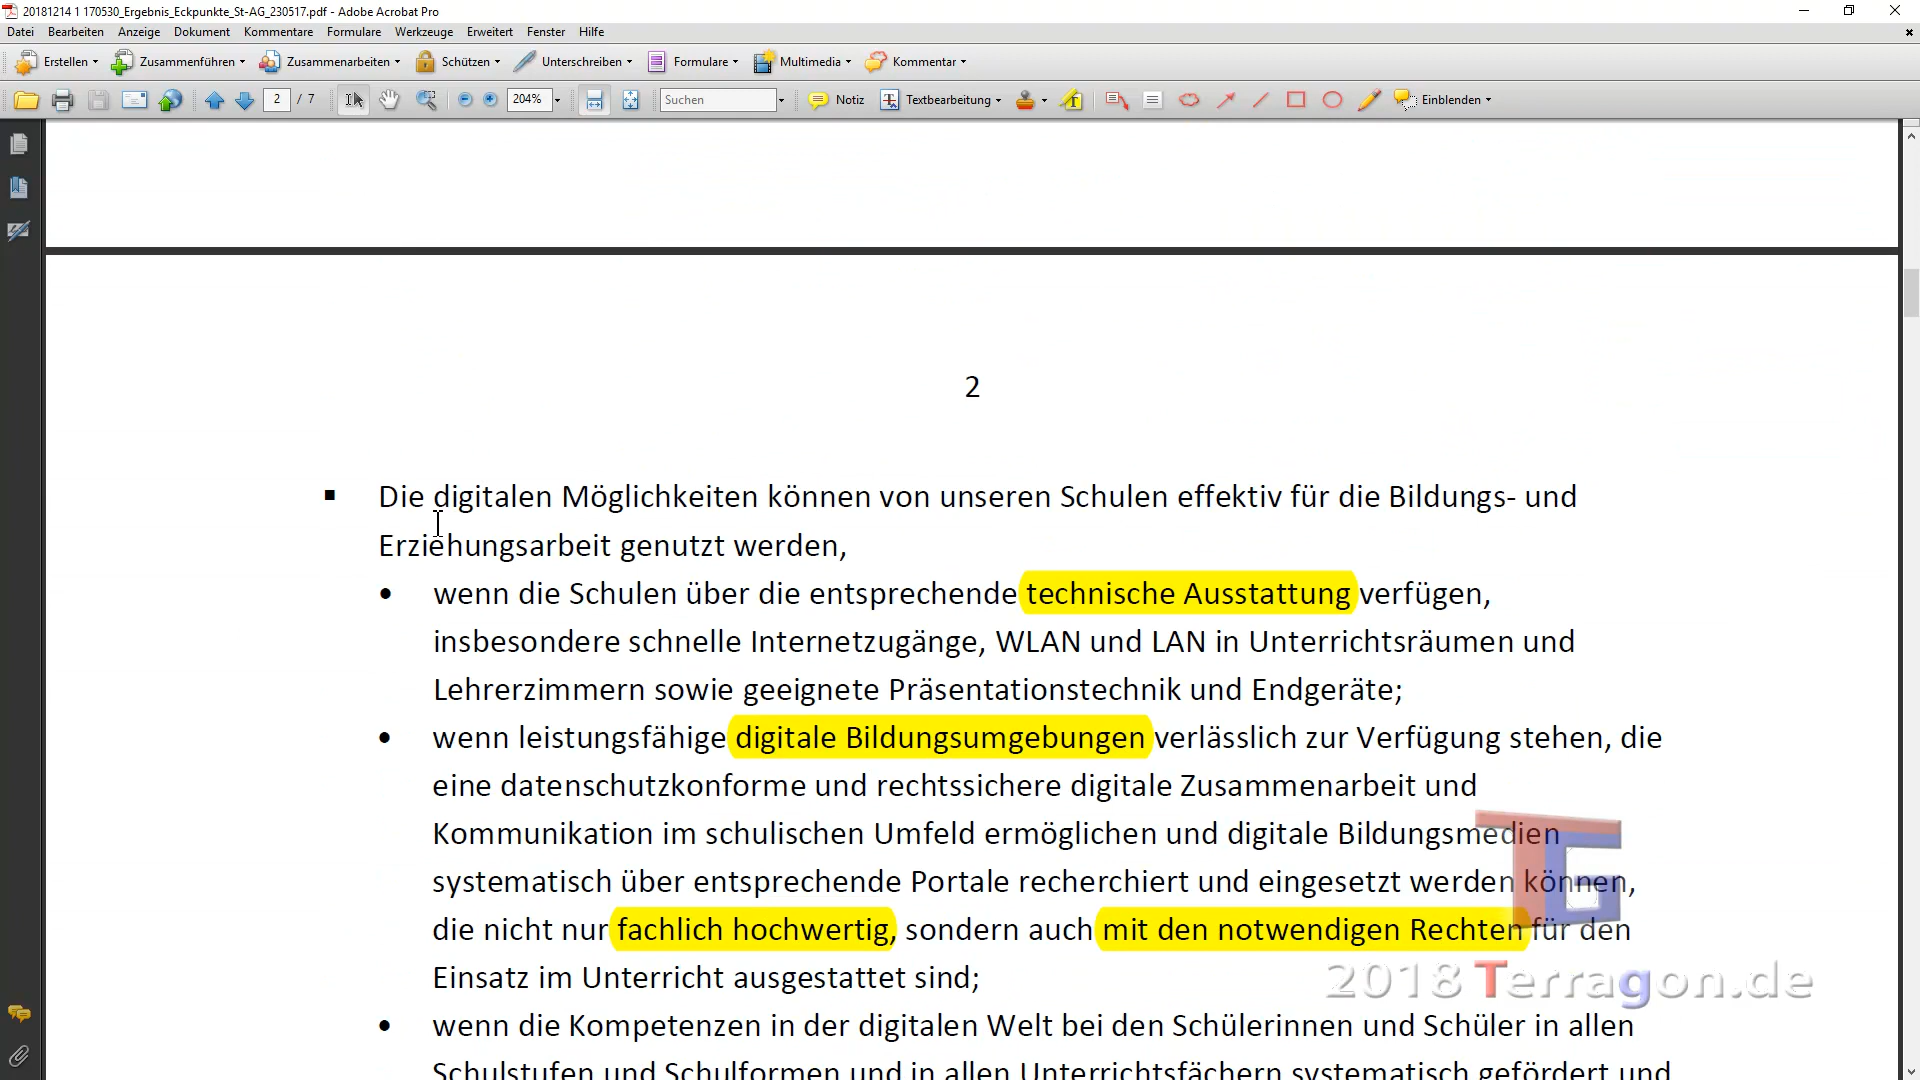 20181214 1 170530_Ergebnis_Eckpunkte_St-AG_230517.pdf - Adobe Acrobat Pro
Datei Bearbeiten Anzeige Dokument Kommentare Formulare Werkzeuge Erweitert Fenster Hilfe
Erstellen Zusammenführen Zusammenarbeiten Schützen Unterschreiben Formulare Multimedia Kommentar
2 / 7 204% Suchen Notiz Textbearbeitung Einblenden
2
▪ Die digitalen Möglichkeiten können von unseren Schulen effektiv für die Bildungs- und
Erziehungsarbeit genutzt werden,
• wenn die Schulen über die entsprechende technische Ausstattung verfügen,
insbesondere schnelle Internetzugänge, WLAN und LAN in Unterrichtsräumen und
Lehrerzimmern sowie geeignete Präsentationstechnik und Endgeräte;
• wenn leistungsfähige digitale Bildungsumgebungen verlässlich zur Verfügung stehen, die
eine datenschutzkonforme und rechtssichere digitale Zusammenarbeit und
Kommunikation im schulischen Umfeld ermöglichen und digitale Bildungsmedien
systematisch über entsprechende Portale recherchiert und eingesetzt werden können,
die nicht nur fachlich hochwertig, sondern auch mit den notwendigen Rechten für den
Einsatz im Unterricht ausgestattet sind;
• wenn die Kompetenzen in der digitalen Welt bei den Schülerinnen und Schüler in allen
Schulstufen und Schulformen und in allen Unterrichtsfächern systematisch gefördert und
TG
2018 Terragon.de